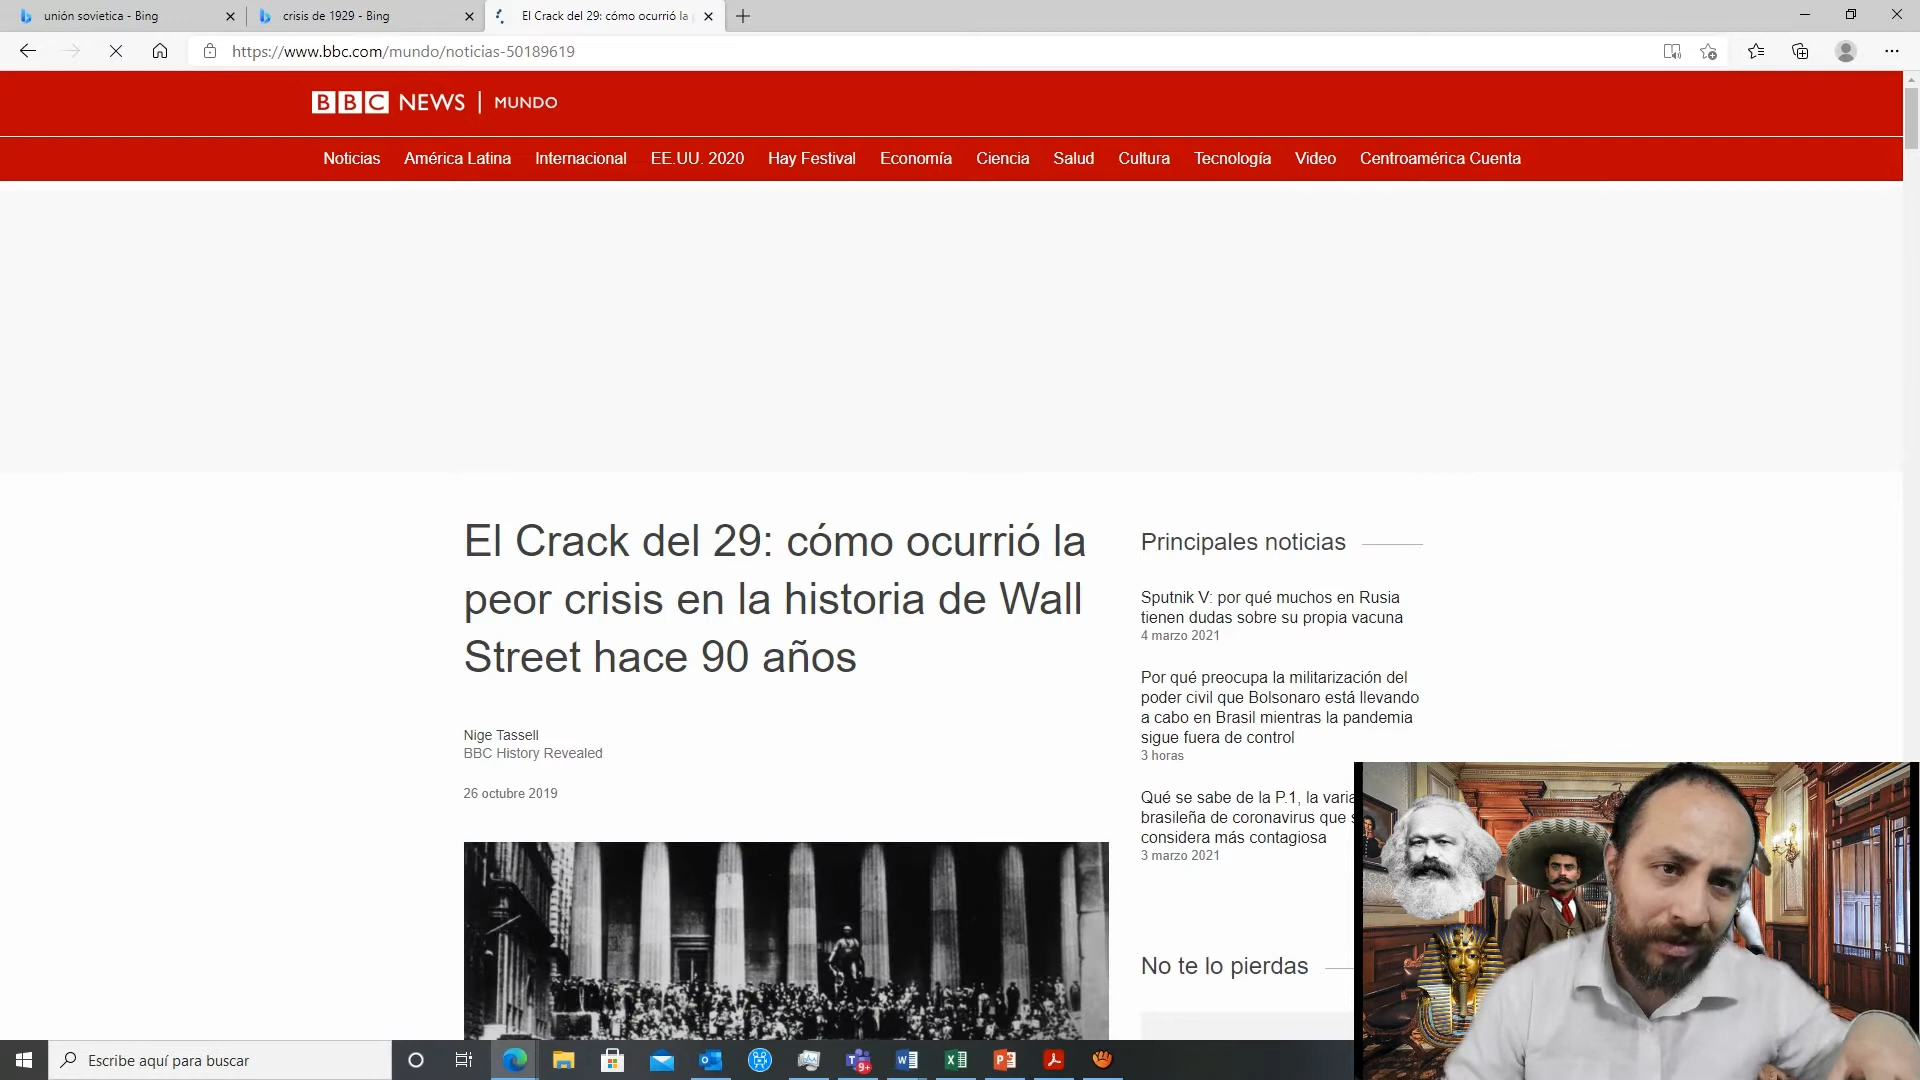 unión sovietica - Bing
crisis de 1929 - Bing
El Crack del 29: cómo ocurrió la
https://www.bbc.com/mundo/noticias-50189619
BBC NEWS | MUNDO
Noticias América Latina Internacional EE.UU. 2020 Hay Festival Economía Ciencia Salud Cultura Tecnología Video Centroamérica Cuenta
El Crack del 29: cómo ocurrió la
peor crisis en la historia de Wall
Street hace 90 años
Nige Tassell
BBC History Revealed
26 octubre 2019
Principales noticias
Sputnik V: por qué muchos en Rusia
tienen dudas sobre su propia vacuna
4 marzo 2021
Por qué preocupa la militarización del
poder civil que Bolsonaro está llevando
a cabo en Brasil mientras la pandemia
sigue fuera de control
3 horas
Qué se sabe de la P.1, la varia
brasileña de coronavirus que s
considera más contagiosa
3 marzo 2021
No te lo pierdas
Escribe aquí para buscar
9+